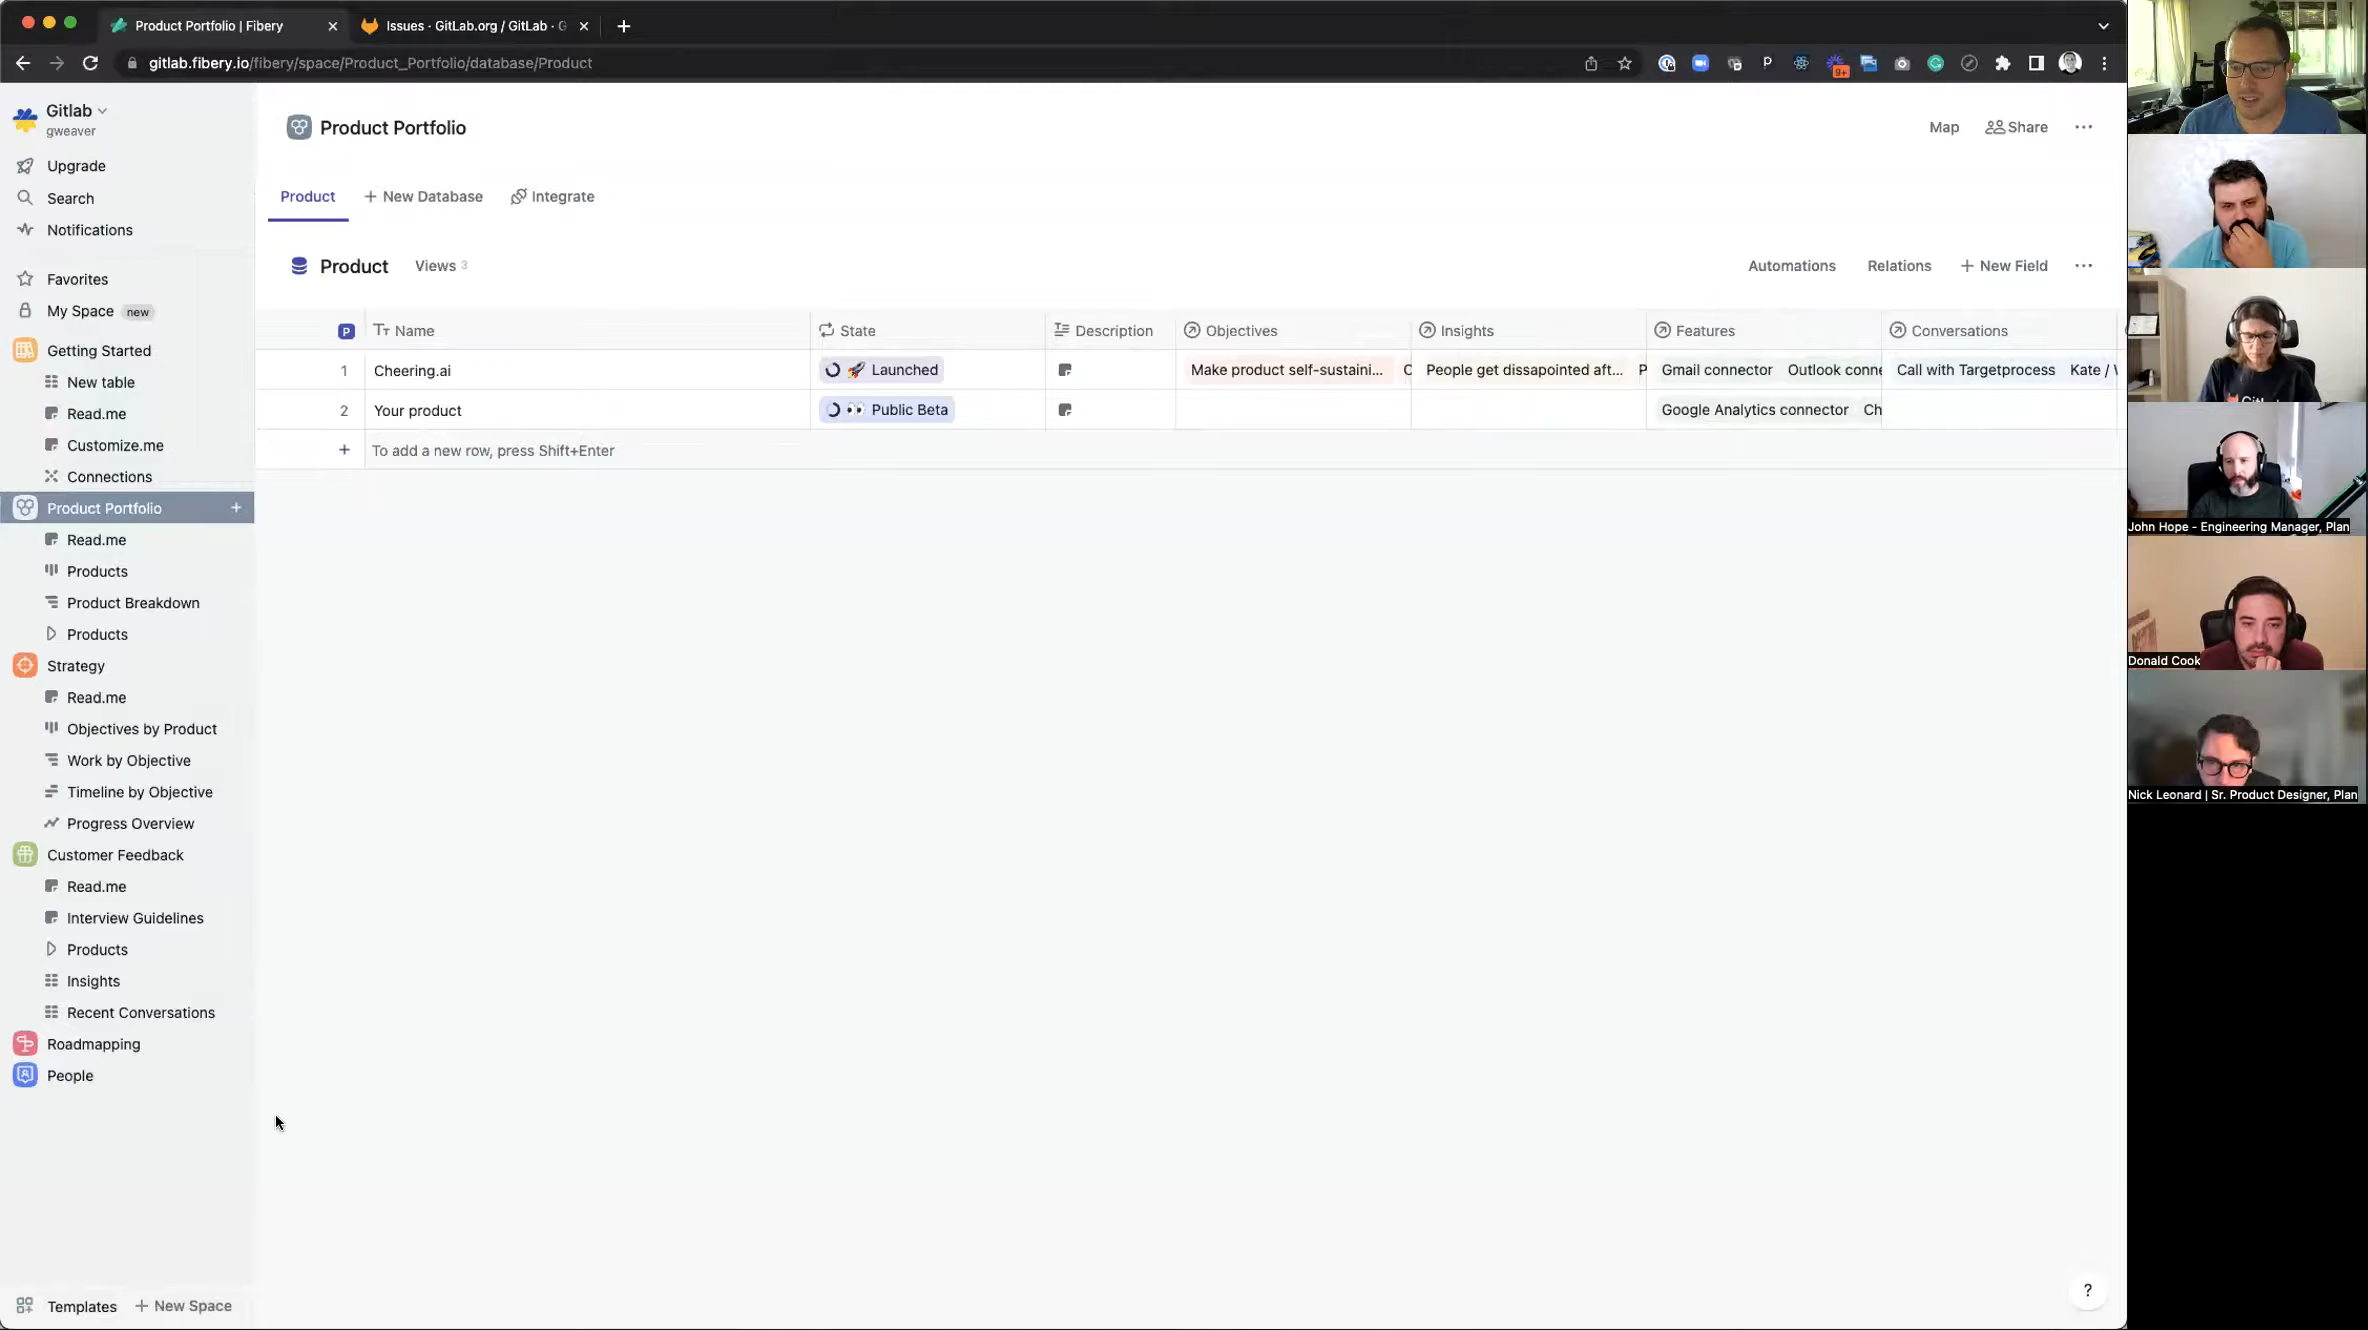 Product Portfolio | Fibery
Issues · GitLab.org / GitLab · G
gitlab.fibery.io/fibery/space/Product_Portfolio/database/Product
P
9+
Gitlab
gweaver
Upgrade
Search
Notifications
Favorites
My Space new
Getting Started
New table
Read.me
Customize.me
Connections
Product Portfolio
Read.me
Products
Product Breakdown
Products
Strategy
Read.me
Objectives by Product
Work by Objective
Timeline by Objective
Progress Overview
Customer Feedback
Read.me
Interview Guidelines
Products
Insights
Recent Conversations
Roadmapping
People
Templates + New Space
Product Portfolio
Map Share ...
Product + New Database Integrate
Product Views 3
Automations Relations + New Field ...
P Tт Name State Description Objectives Insights Features Conversations
1 Cheering.ai 🚀 Launched Make product self-sustaini... People get dissapointed aft... P Gmail connector Outlook conne Call with Targetprocess Kate /
2 Your product 👀 Public Beta Google Analytics connector Ch
+ To add a new row, press Shift+Enter
?
John Hope - Engineering Manager, Plan
Donald Cook
Nick Leonard | Sr. Product Designer, Plan